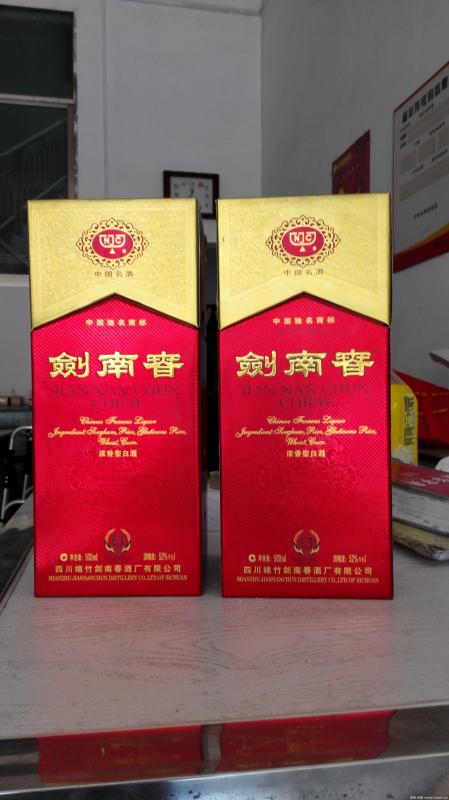 中国名酒
中国驰名商标
劍南春
JIAN NAN CHUN
CHIEW
Chinese Famous Liquor
Ingredient: Sorghum, Rice, Glutinous Rice,
Wheat, Corn.
浓香型白酒
净含量: 500ml 酒精度: 52%vol
四川绵竹剑南春酒厂有限公司
MIANZHU JIANNANCHUN DISTILLERY CO.,LTD.OF SICHUAN
中国名酒
中国驰名商标
劍南春
JIAN NAN CHUN
CHIEW
Chinese Famous Liquor
Ingredient: Sorghum, Rice, Glutinous Rice,
Wheat, Corn.
浓香型白酒
净含量: 500ml 酒精度: 52%vol
四川绵竹剑南春酒厂有限公司
MIANZHU JIANNANCHUN DISTILLERY CO.,LTD.OF SICHUAN